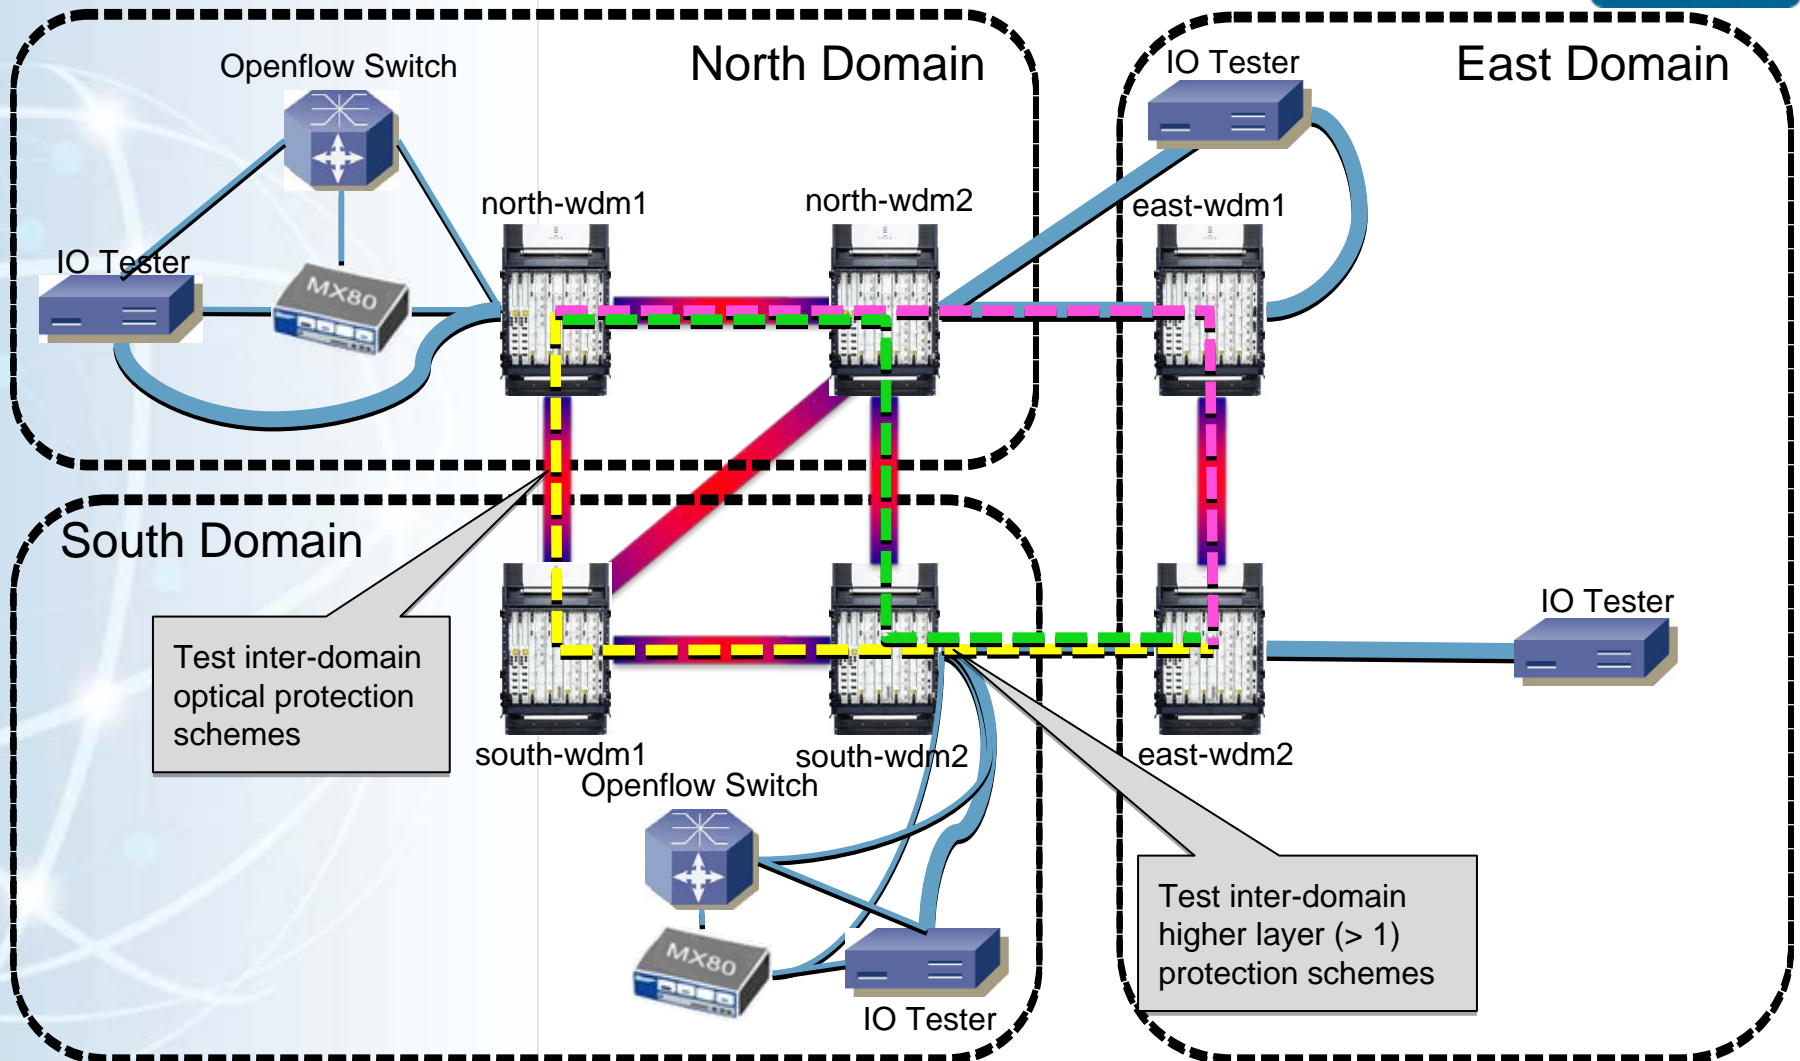 North Domain
East Domain
Openflow Switch
IO Tester
north-wdm1
north-wdm2
east-wdm1
IO Tester
MX80
South Domain
IO Tester
Test inter-domain
optical protection
schemes
south-wdm1
south-wdm2
east-wdm2
Openflow Switch
Test inter-domain
higher layer (> 1)
protection schemes
MX80
IO Tester